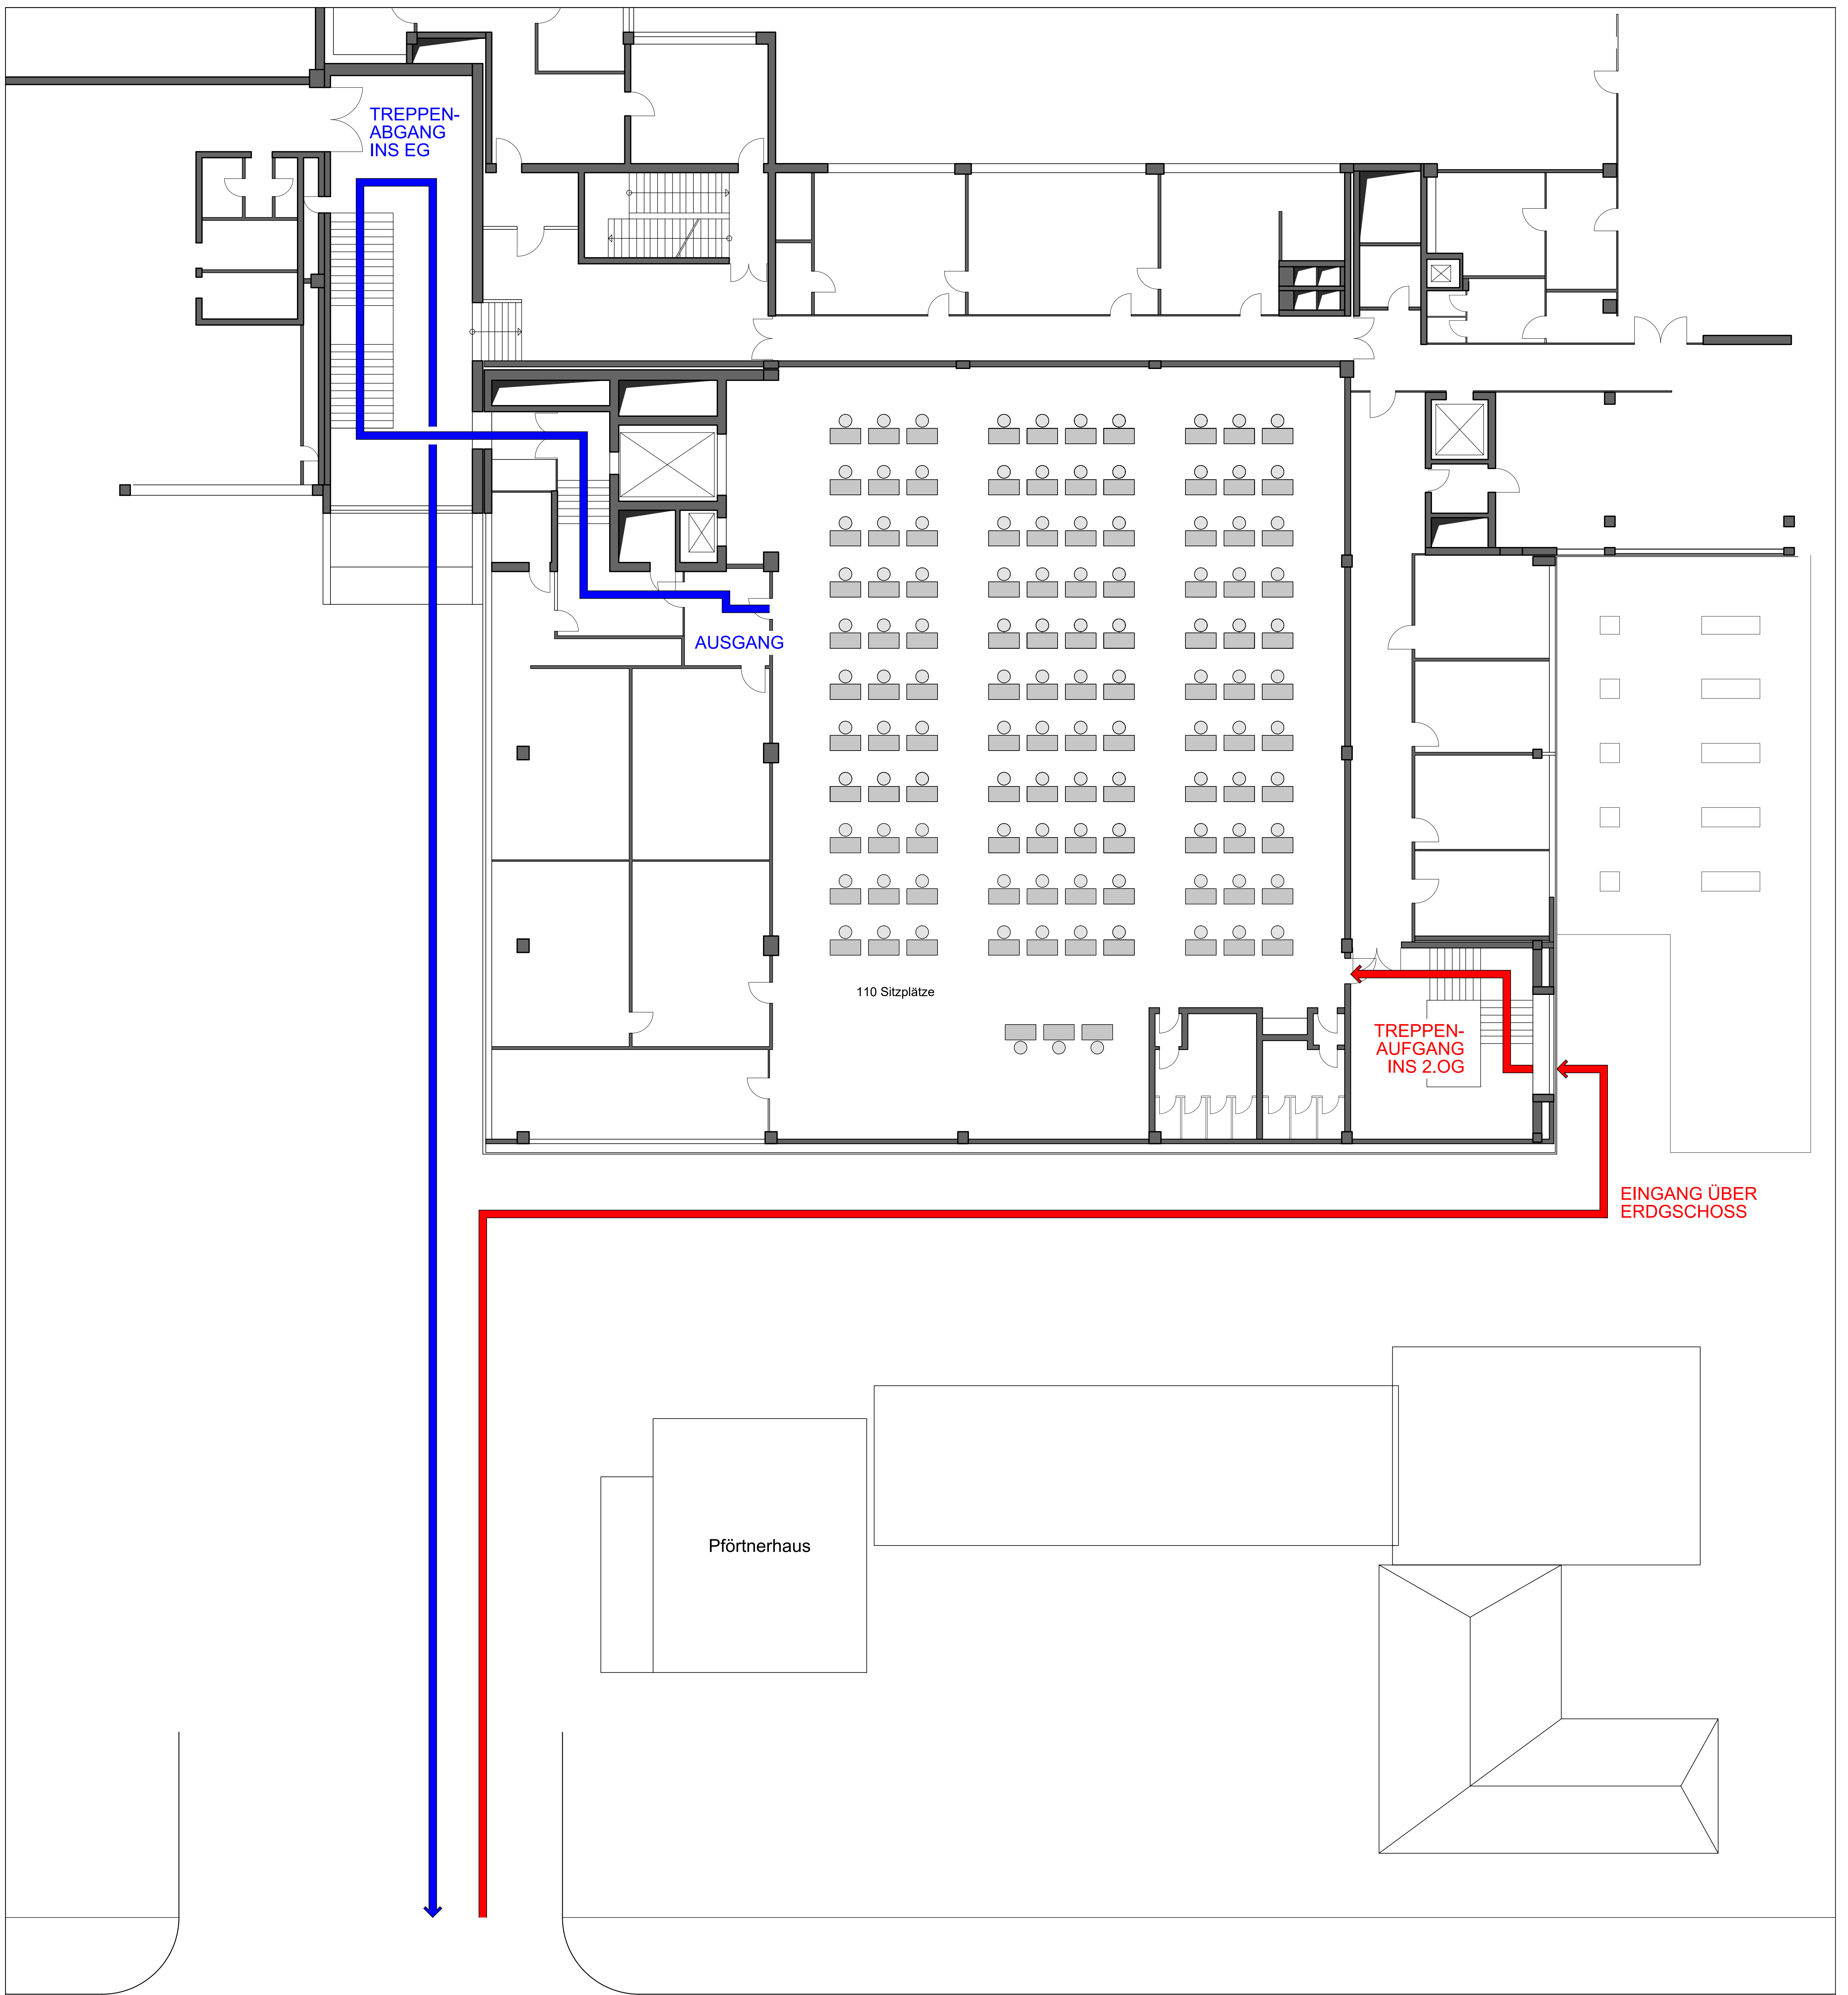 TREPPEN-
ABGANG
INS EG
AUSGANG
110 Sitzplätze
TREPPEN-
AUFGANG
INS 2.OG
EINGANG ÜBER
ERDGSCHOSS
Pförtnerhaus